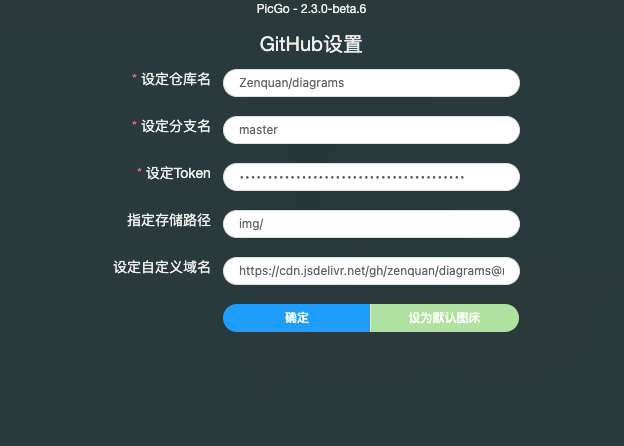 PicGo - 2.3.0-beta.6
GitHub设置
* 设定仓库名 Zenquan/diagrams
* 设定分支名 master
* 设定Token ••••••••••••••••••••••••••••••••••••••••
指定存储路径 img/
设定自定义域名 https://cdn.jsdelivr.net/gh/zenquan/diagrams@
确定 设为默认图床